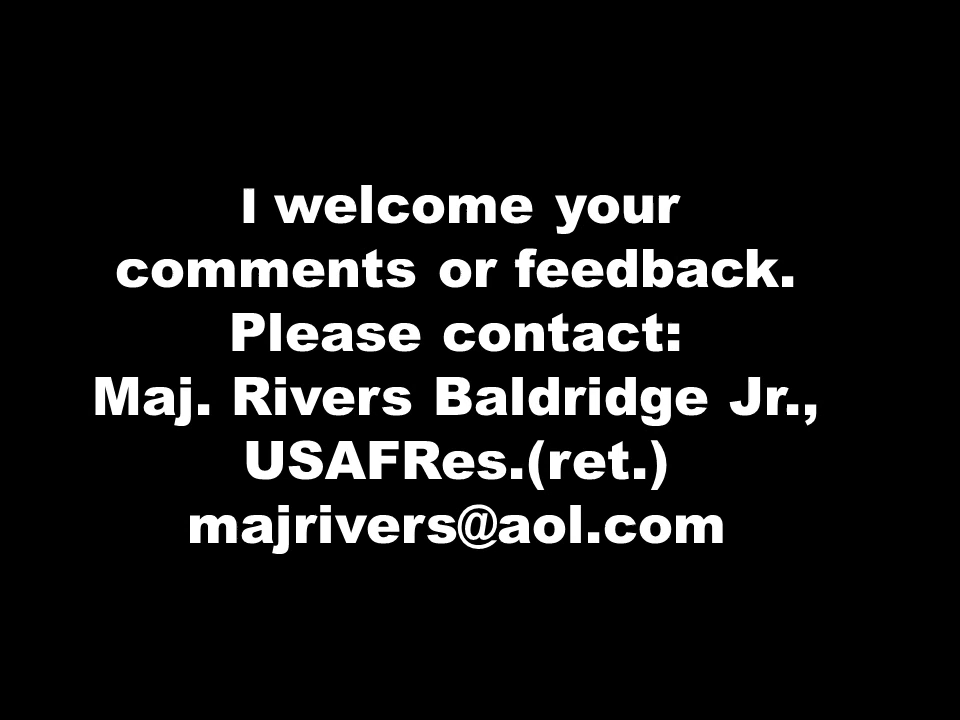 I welcome your
comments or feedback.
Please contact:
Maj. Rivers Baldridge Jr.,
USAFRes.(ret.)
majrivers@aol.com